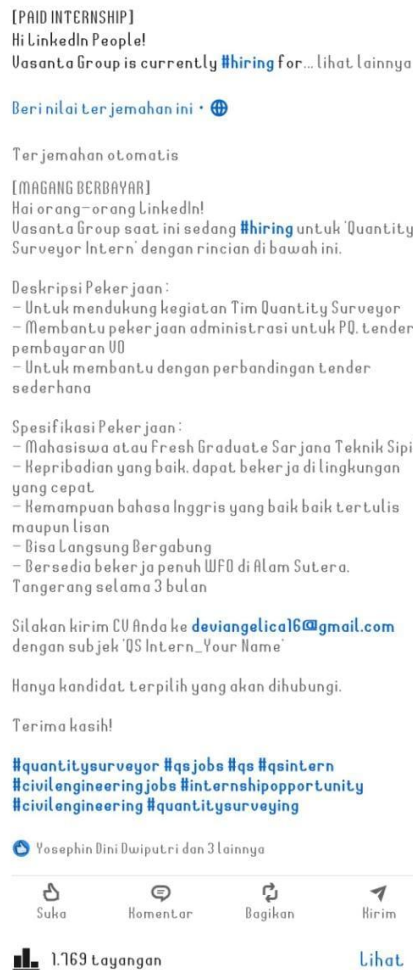 [PAID INTERNSHIP]
Hi LinkedIn People!
Vasanta Group is currently #hiring for... lihat lainnya
Beri nilai terjemahan ini •
Terjemahan otomatis
[MAGANG BERBAYAR]
Hai orang-orang LinkedIn!
Vasanta Group saat ini sedang #hiring untuk 'Quantity
Surveyor Intern' dengan rincian di bawah ini.
Deskripsi Pekerjaan:
- Untuk mendukung kegiatan Tim Quantity Surveyor
- Membantu pekerjaan administrasi untuk PQ, tender
pembayaran VO
- Untuk membantu dengan perbandingan tender
sederhana
Spesifikasi Pekerjaan:
- Mahasiswa atau Fresh Graduate Sarjana Teknik Sipi
- Kepribadian yang baik, dapat bekerja di lingkungan
yang cepat
- Kemampuan bahasa Inggris yang baik baik tertulis
maupun lisan
- Bisa Langsung Bergabung
- Bersedia bekerja penuh WFO di Alam Sutera,
Tangerang selama 3 bulan
Silakan kirim CV Anda ke deviangelica16@gmail.com
dengan subjek 'QS Intern_Your Name'
Hanya kandidat terpilih yang akan dihubungi.
Terima kasih!
#quantitysurveyor #qsjobs #qs #qsintern
#civilengineeringjobs #internshipopportunity
#civilengineering #quantitysurveying
Yosephin Dini Dwiputri dan 3 lainnya
Suka Komentar Bagikan Kirim
1.769 Tayangan Lihat